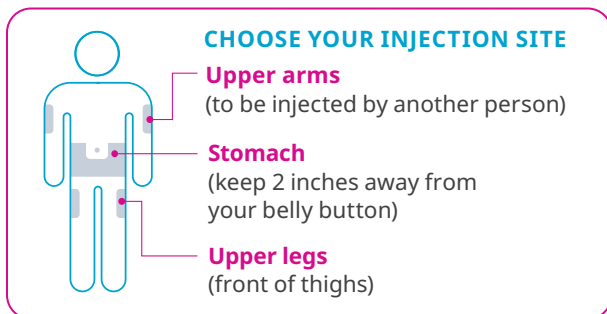 CHOOSE YOUR INJECTION SITE
Upper arms
(to be injected by another person)
Stomach
(keep 2 inches away from
your belly button)
Upper legs
(front of thighs)